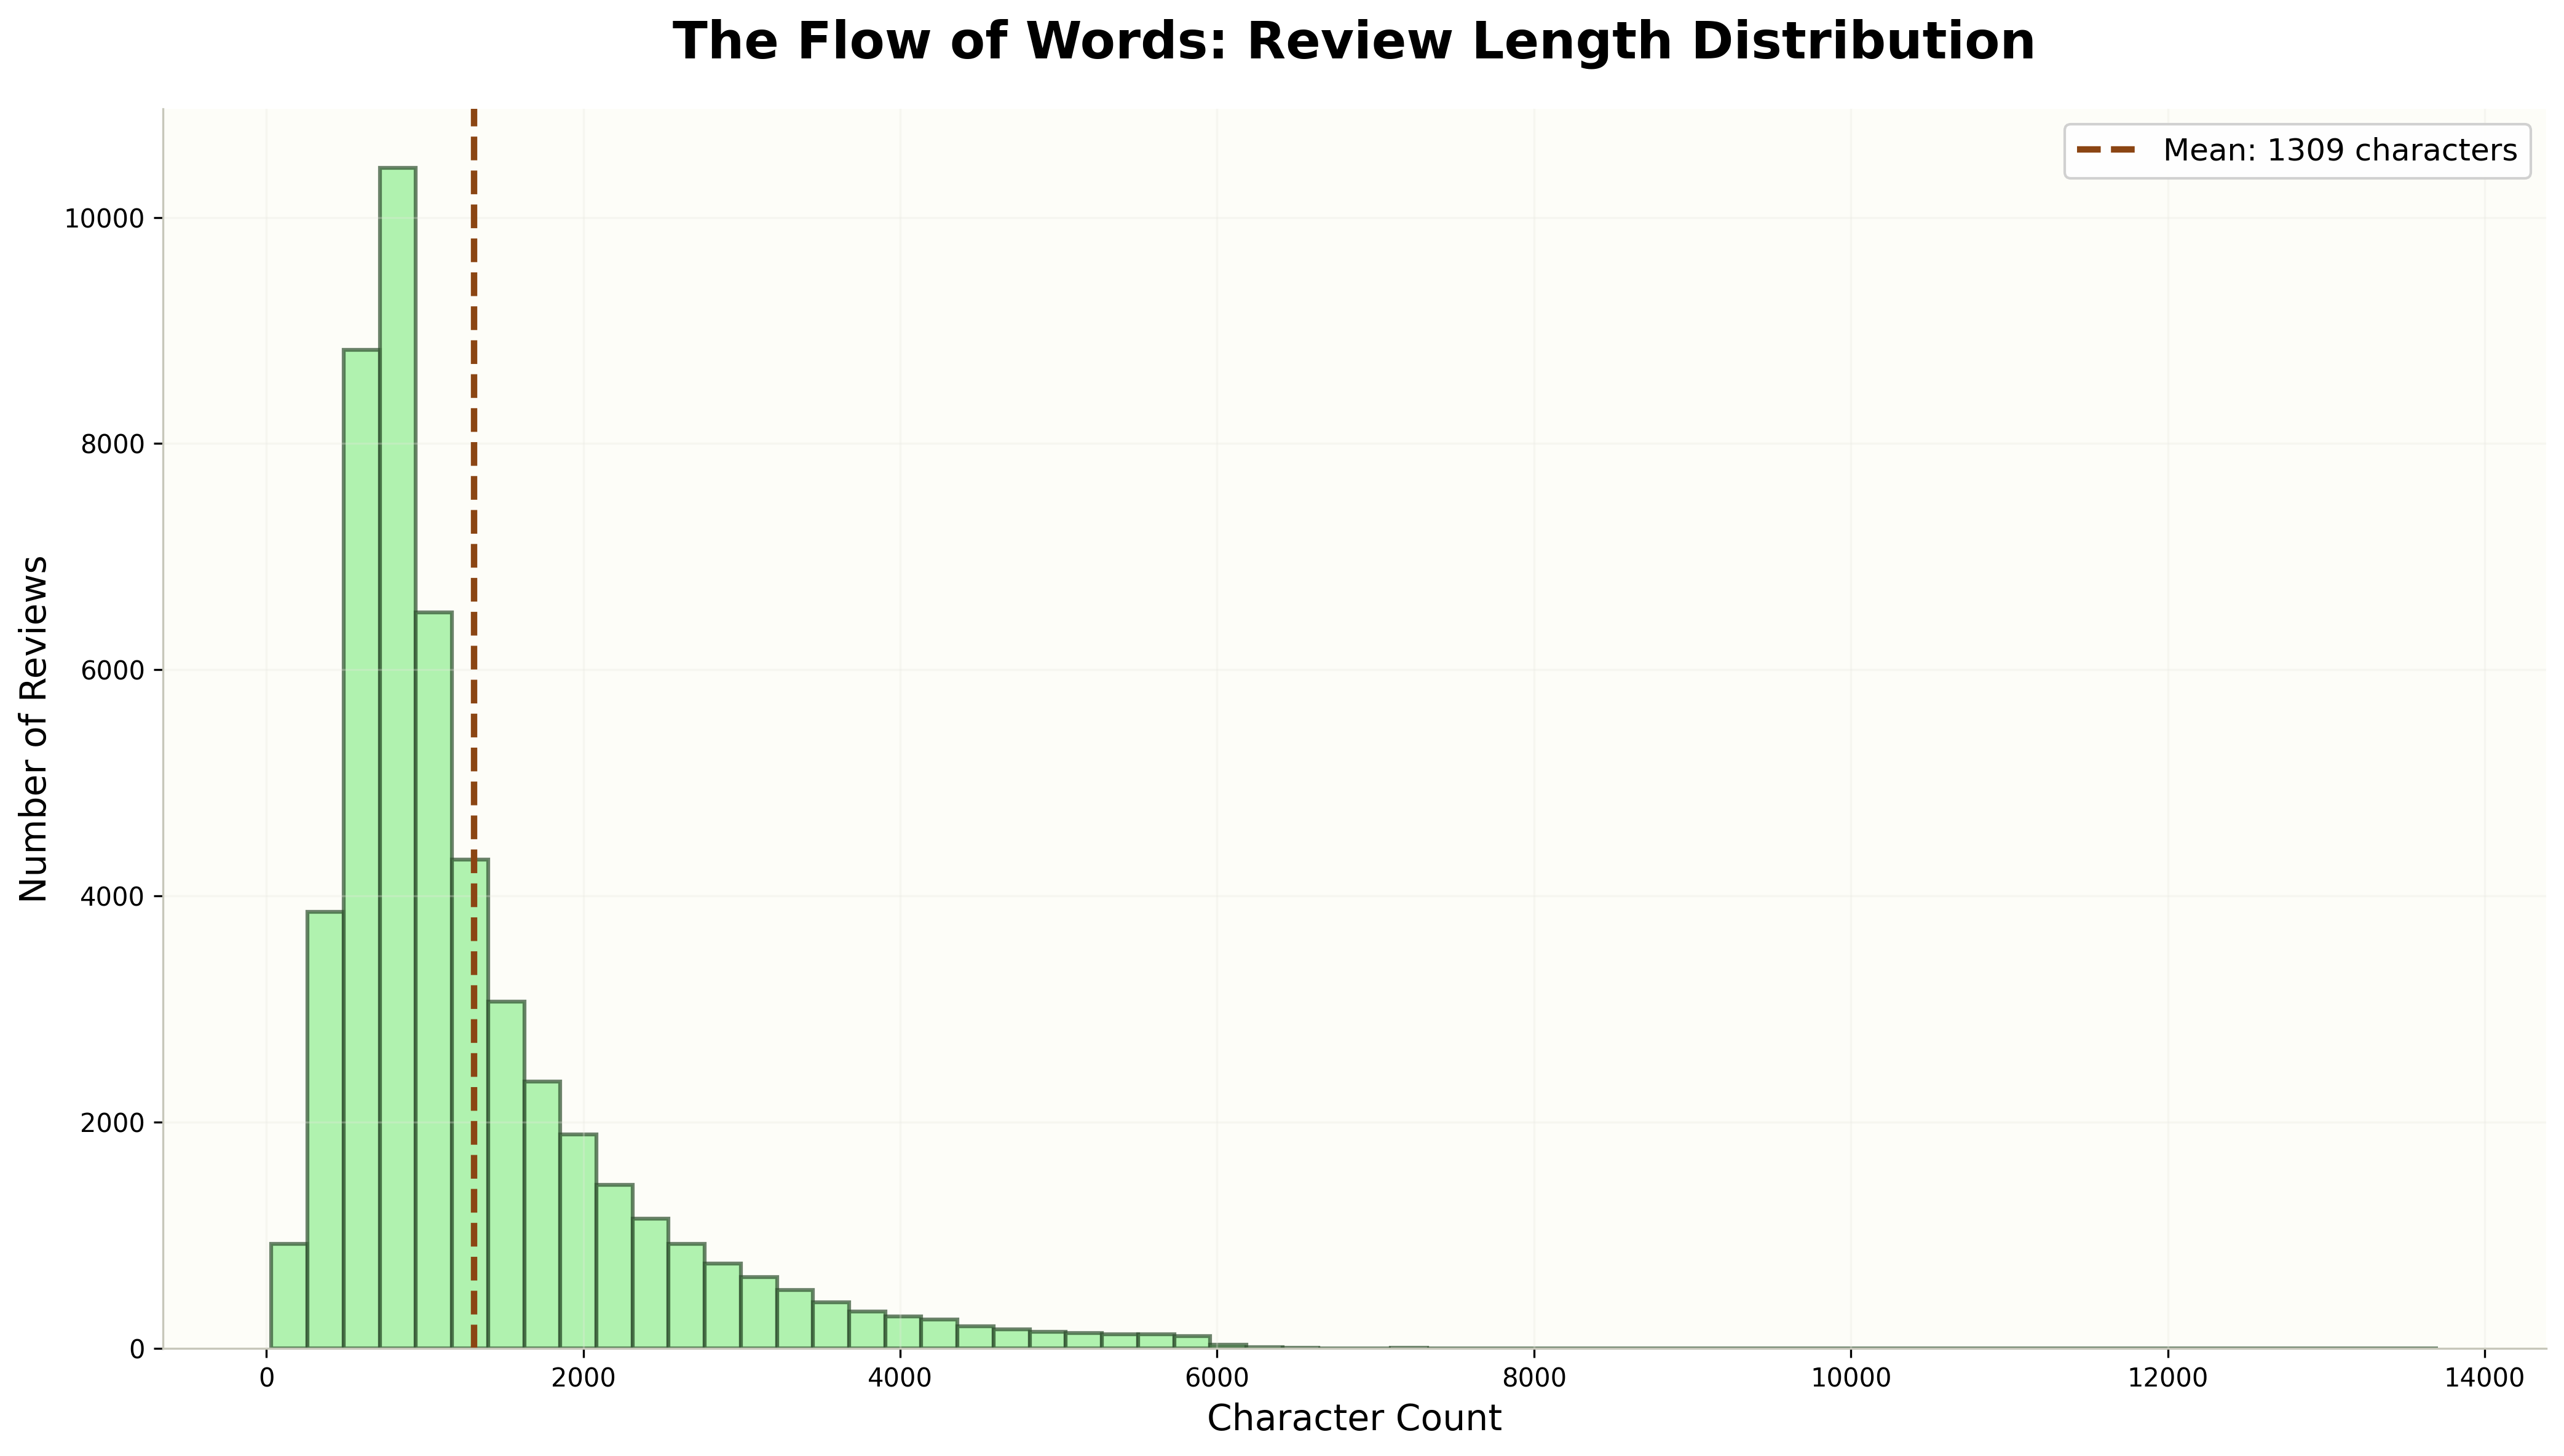 The Flow of Words: Review Length Distribution
Mean: 1309 characters
Number of Reviews
10000
8000
6000
4000
2000
0
0 2000 4000 6000 8000 10000 12000 14000
Character Count